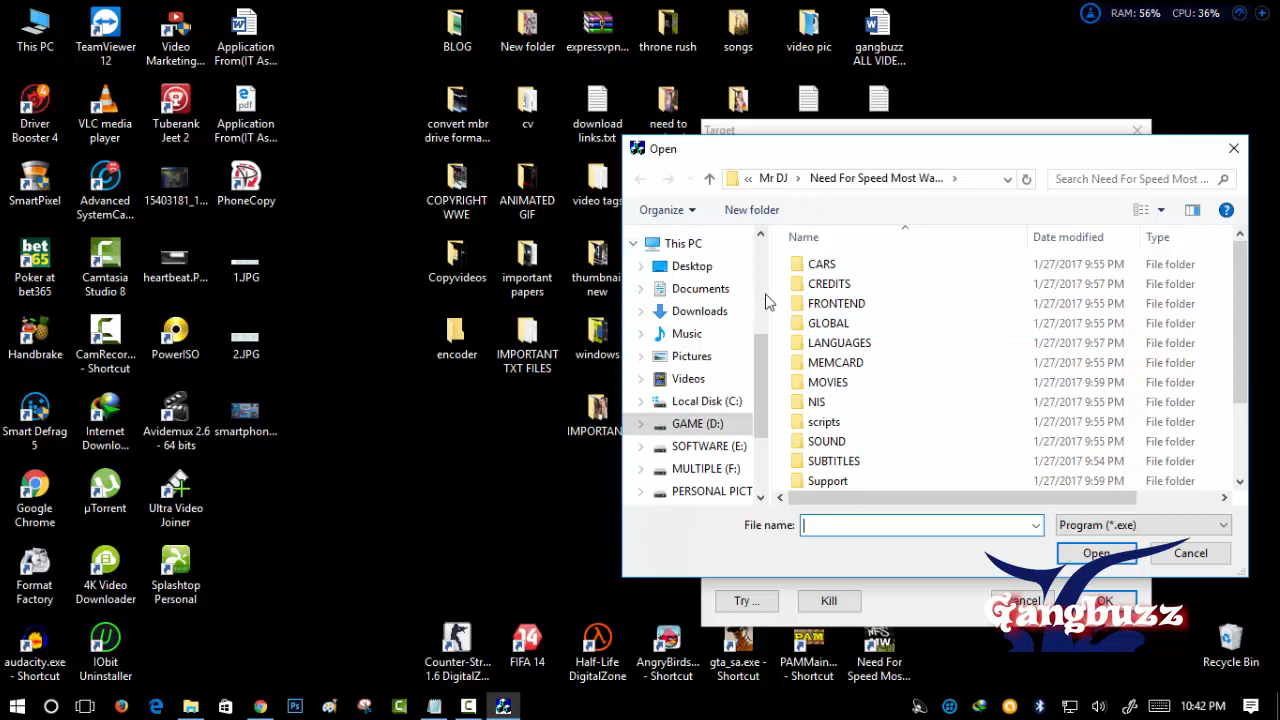 This PC
TeamViewer
12
Video
Marketing...
Application
From(IT As...
BLOG
New folder
expressvpn...
throne rush
songs
video pic
gangbuzz
ALL VIDE...
RAM: 56%
CPU: 36%
Driver
Booster 4
VLC media
player
Tuberank
Jeet 2
Application
From(IT As...
convert mbr
drive forma...
cv
download
links.txt
need to
Target
SmartPixel
Advanced
SystemCa...
15403181_1...
PhoneCopy
COPYRIGHT
WWE
ANIMATED
GIF
video tags
Poker at
bet365
Camtasia
Studio 8
heartbeat.P...
1.JPG
Copyvideos
important
papers
thumbnai
new
Handbrake
CamRecor...
- Shortcut
PowerISO
2.JPG
encoder
IMPORTANT
TXT FILES
windows
Smart Defrag
5
Internet
Downlo...
Avidemux 2.6
- 64 bits
smartphon...
IMPORTAN
Google
Chrome
µTorrent
Ultra Video
Joiner
Format
Factory
4K Video
Downloader
Splashtop
Personal
audacity.exe
- Shortcut
IObit
Uninstaller
Counter-Str...
1.6 DigitalZ...
FIFA 14
Half-Life
DigitalZone
AngryBirds...
- Shortcut
gta_sa.exe -
Shortcut
PAMMain...
- Shortcut
Need For
Speed Mos...
Recycle Bin
Open
« Mr DJ › Need For Speed Most Wa... ›
Search Need For Speed Most ...
Organize
New folder
This PC
Desktop
Documents
Downloads
Music
Pictures
Videos
Local Disk (C:)
GAME (D:)
SOFTWARE (E:)
MULTIPLE (F:)
PERSONAL PICT
Name Date modified Type
CARS 1/27/2017 9:55 PM File folder
CREDITS 1/27/2017 9:57 PM File folder
FRONTEND 1/27/2017 9:55 PM File folder
GLOBAL 1/27/2017 9:55 PM File folder
LANGUAGES 1/27/2017 9:57 PM File folder
MEMCARD 1/27/2017 9:55 PM File folder
MOVIES 1/27/2017 9:59 PM File folder
NIS 1/27/2017 9:55 PM File folder
scripts 1/27/2017 9:55 PM File folder
SOUND 1/27/2017 9:55 PM File folder
SUBTITLES 1/27/2017 9:54 PM File folder
Support 1/27/2017 9:59 PM File folder
File name:
Program (*.exe)
Open
Cancel
Try ...
Kill
Cancel
OK
Gangbuzz
10:42 PM